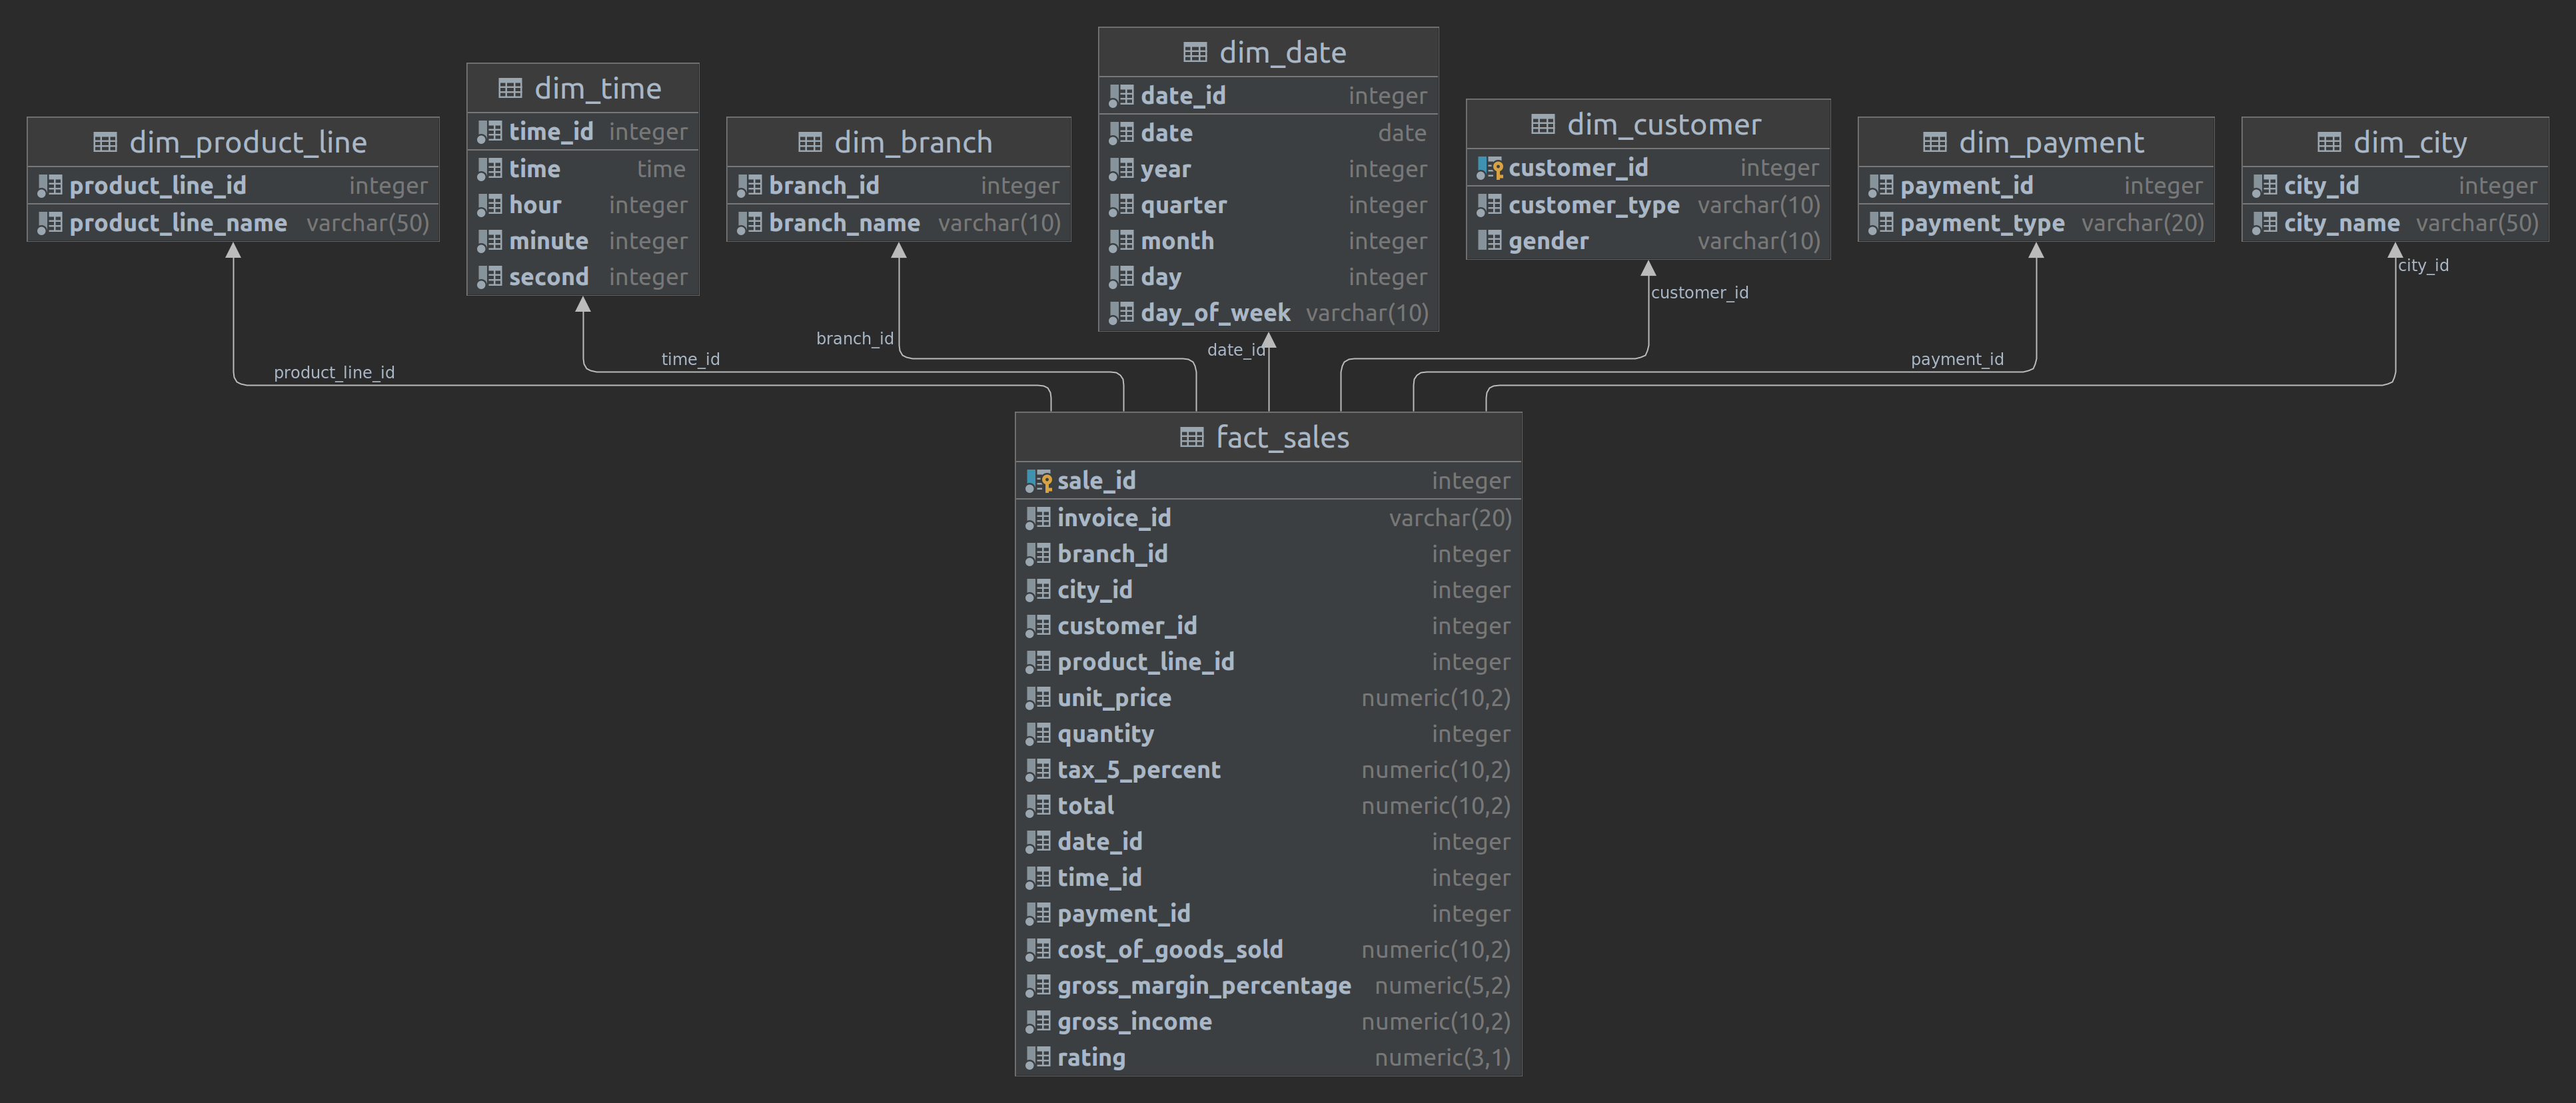 dim_product_line
product_line_id integer
product_line_name varchar(50)
dim_time
time_id integer
time time
hour integer
minute integer
second integer
dim_branch
branch_id integer
branch_name varchar(10)
dim_date
date_id integer
date date
year integer
quarter integer
month integer
day integer
day_of_week varchar(10)
dim_customer
customer_id integer
customer_type varchar(10)
gender varchar(10)
dim_payment
payment_id integer
payment_type varchar(20)
dim_city
city_id integer
city_name varchar(50)
product_line_id
time_id
branch_id
date_id
customer_id
payment_id
city_id
fact_sales
sale_id integer
invoice_id varchar(20)
branch_id integer
city_id integer
customer_id integer
product_line_id integer
unit_price numeric(10,2)
quantity integer
tax_5_percent numeric(10,2)
total numeric(10,2)
date_id integer
time_id integer
payment_id integer
cost_of_goods_sold numeric(10,2)
gross_margin_percentage numeric(5,2)
gross_income numeric(10,2)
rating numeric(3,1)